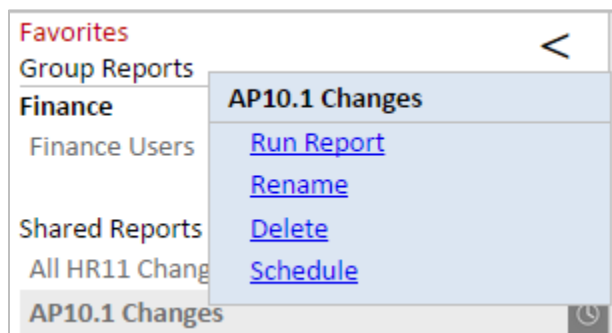 Favorites
<
Group Reports
Finance
Finance Users
Shared Reports
All HR11 Chang
AP10.1 Changes
AP10.1 Changes
Run Report
Rename
Delete
Schedule